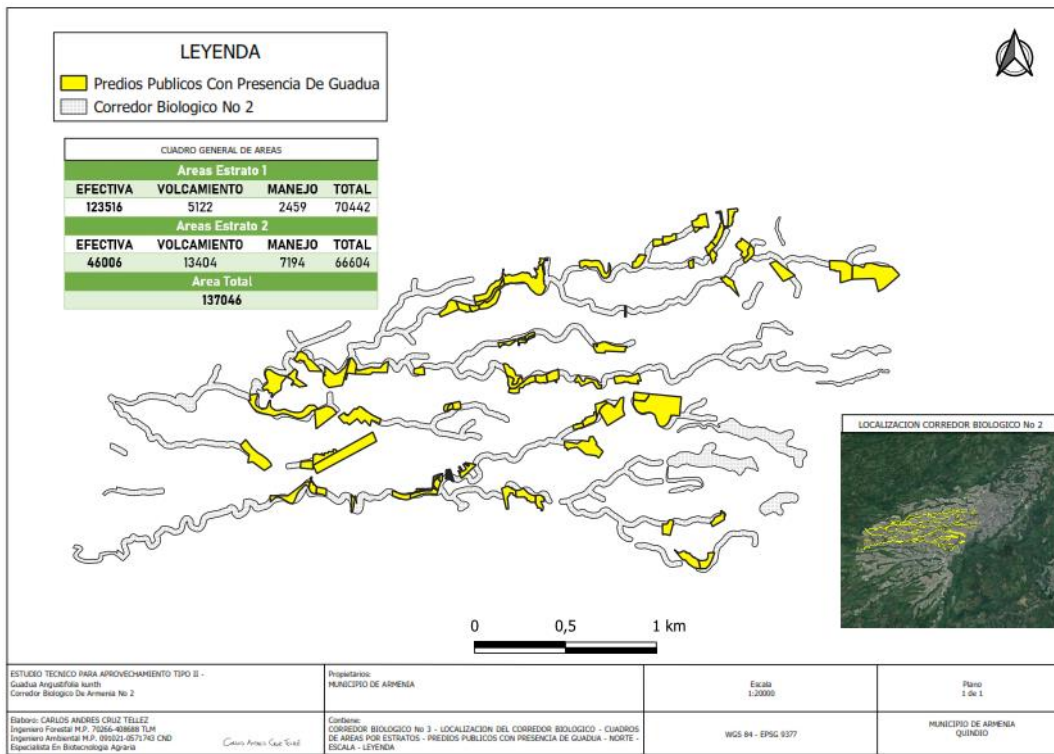 LEYENDA
Predios Publicos Con Presencia De Guadua
Corredor Biologico No 2
CUADRO GENERAL DE AREAS
Areas Estrato 1
EFECTIVA VOLCAMIENTO MANEJO TOTAL
123516 5122 2459 70442
Areas Estrato 2
EFECTIVA VOLCAMIENTO MANEJO TOTAL
46006 13404 7194 66604
Area Total
137046
LOCALIZACION CORREDOR BIOLOGICO No 2
0 0,5 1 km
ESTUDIO TECNICO PARA APROVECHAMIENTO TIPO II -
Guadua Angustifolia kunth
Corredor Biologico De Armenia No 2
Propietarios:
MUNICIPIO DE ARMENIA
Escala
1:20000
Plano
1 de 1
Elaboro: CARLOS ANDRES CRUZ TELLEZ
Ingeniero Forestal M.P. 70266-408688 TLM
Ingeniero Ambiental M.P. 091021-0571743 CND
Especialista En Biotecnologia Agraria
Carlos Andres Cruz Tellez
Contiene:
CORREDOR BIOLOGICO No 3 - LOCALIZACION DEL CORREDOR BIOLOGICO - CUADROS
DE AREAS POR ESTRATOS - PREDIOS PUBLICOS CON PRESENCIA DE GUADUA - NORTE -
ESCALA - LEYENDA
WGS 84 - EPSG 9377
MUNICIPIO DE ARMENIA
QUINDIO